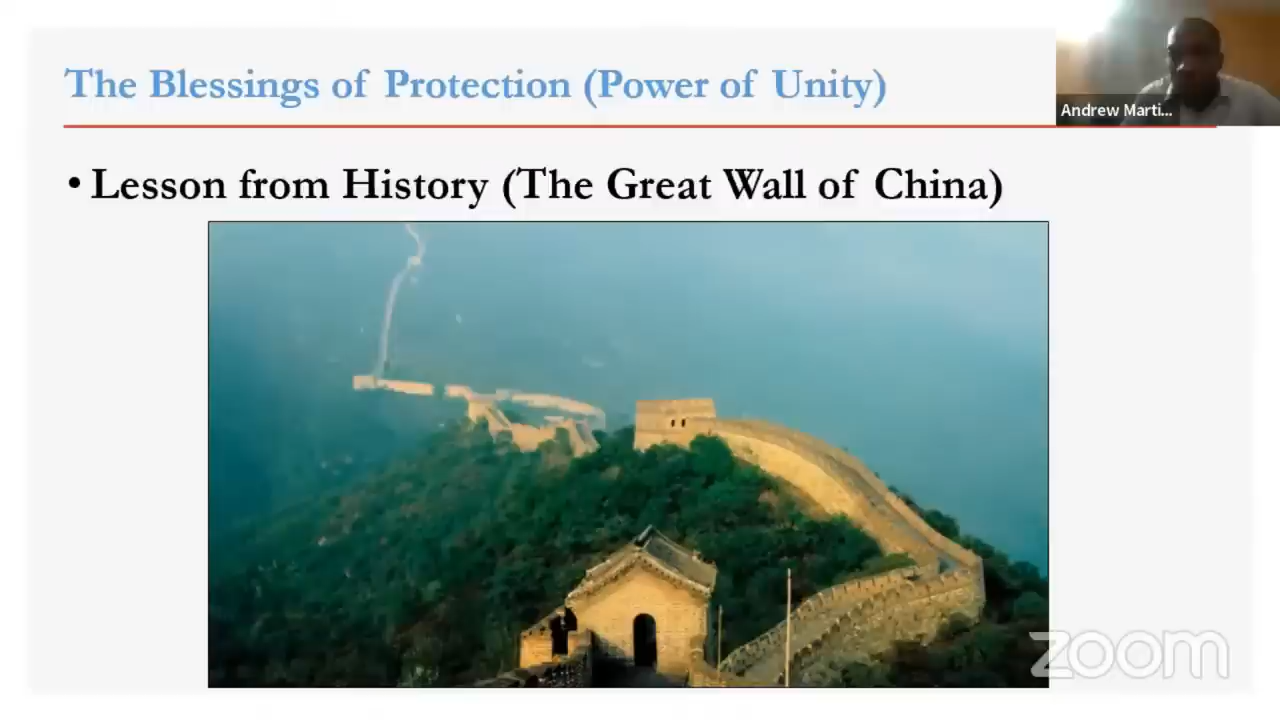 The Blessings of Protection (Power of Unity)
Andrew Marti...
• Lesson from History (The Great Wall of China)
zoom